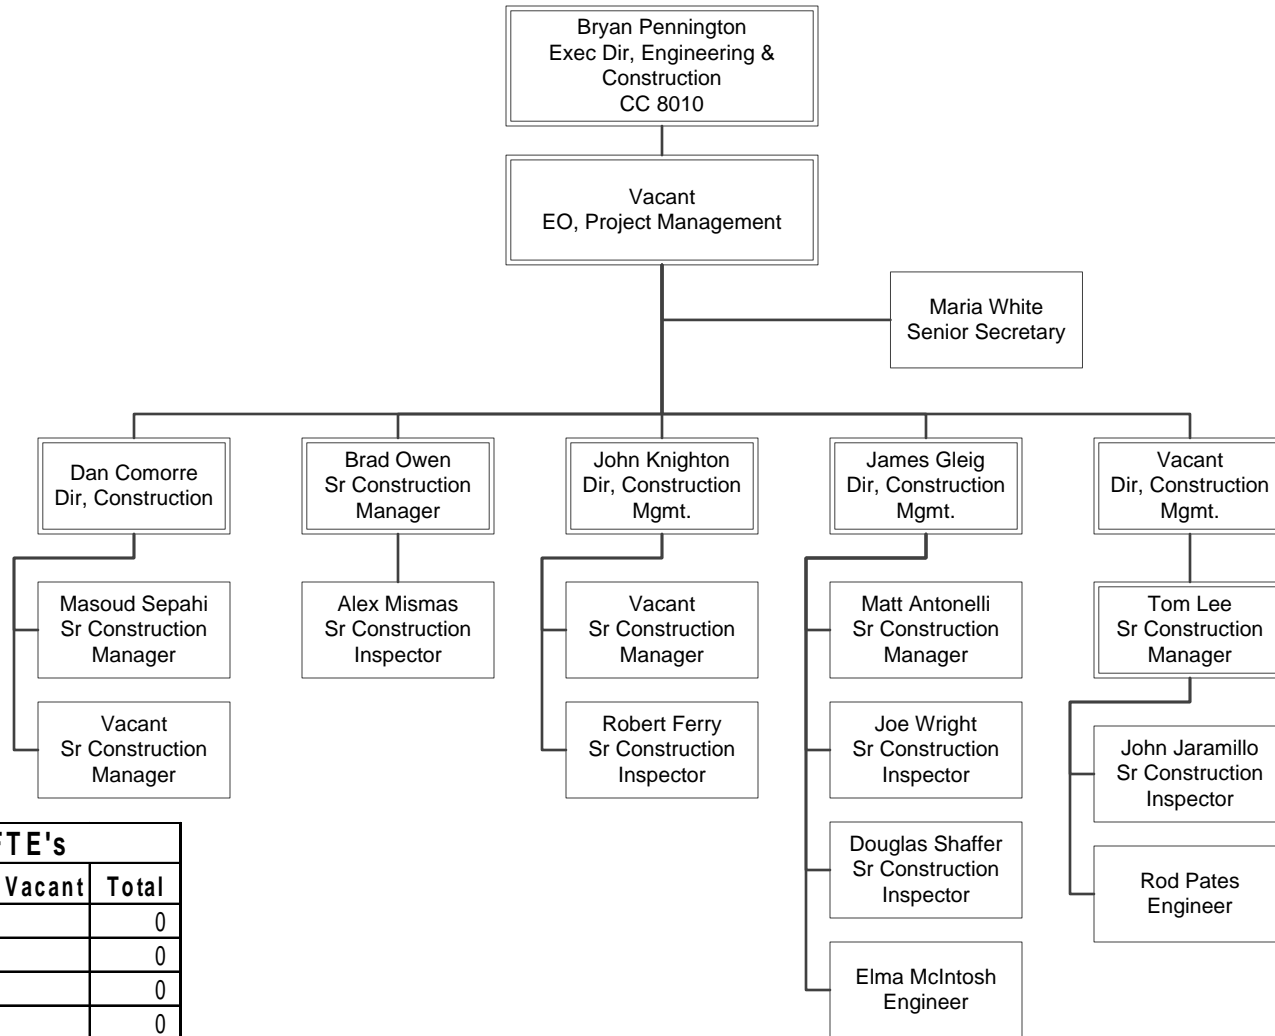 Bryan Pennington
Exec Dir, Engineering &
Construction
CC 8010
Vacant
EO, Project Management
Maria White
Senior Secretary
Dan Comorre
Dir, Construction
Brad Owen
Sr Construction
Manager
John Knighton
Dir, Construction
Mgmt.
James Gleig
Dir, Construction
Mgmt.
Vacant
Dir, Construction
Mgmt.
Masoud Sepahi
Sr Construction
Manager
Vacant
Sr Construction
Manager
Alex Mismas
Sr Construction
Inspector
Vacant
Sr Construction
Manager
Robert Ferry
Sr Construction
Inspector
Matt Antonelli
Sr Construction
Manager
Joe Wright
Sr Construction
Inspector
Douglas Shaffer
Sr Construction
Inspector
Elma McIntosh
Engineer
Tom Lee
Sr Construction
Manager
John Jaramillo
Sr Construction
Inspector
Rod Pates
Engineer
FTE's
Vacant Total
0
0
0
0